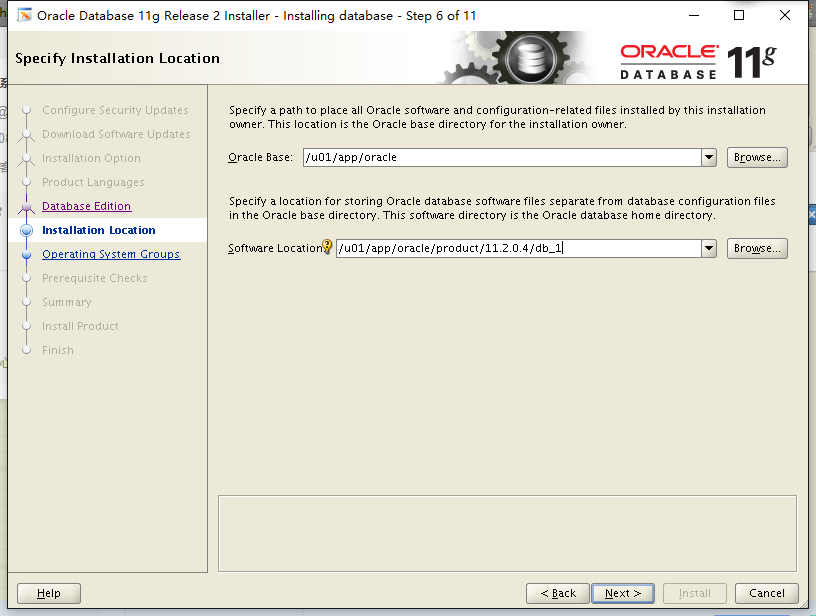 Oracle Database 11g Release 2 Installer - Installing database - Step 6 of 11
Specify Installation Location
ORACLE
DATABASE
11g
Configure Security Updates
Download Software Updates
Installation Option
Product Languages
Database Edition
Installation Location
Operating System Groups
Prerequisite Checks
Summary
Install Product
Finish
Specify a path to place all Oracle software and configuration-related files installed by this installation
owner. This location is the Oracle base directory for the installation owner.
Oracle Base: /u01/app/oracle Browse...
Specify a location for storing Oracle database software files separate from database configuration files
in the Oracle base directory. This software directory is the Oracle database home directory.
Software Location: /u01/app/oracle/product/11.2.0.4/db_1 Browse...
Help < Back Next > Install Cancel